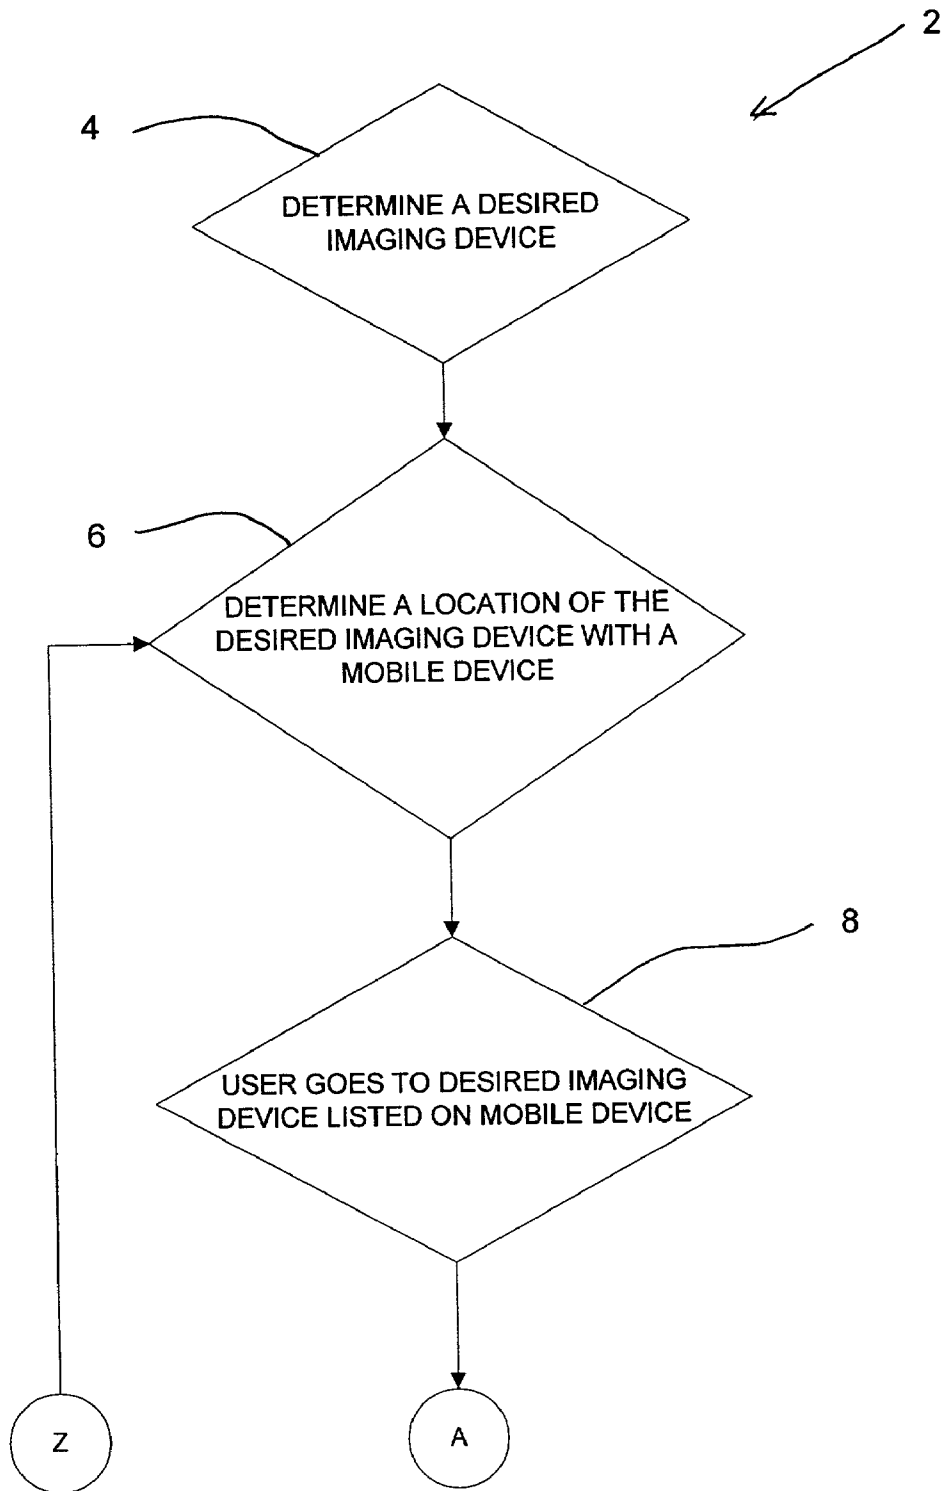 2
4
DETERMINE A DESIRED
IMAGING DEVICE
6
DETERMINE A LOCATION OF THE
DESIRED IMAGING DEVICE WITH A
MOBILE DEVICE
8
USER GOES TO DESIRED IMAGING
DEVICE LISTED ON MOBILE DEVICE
Z
A